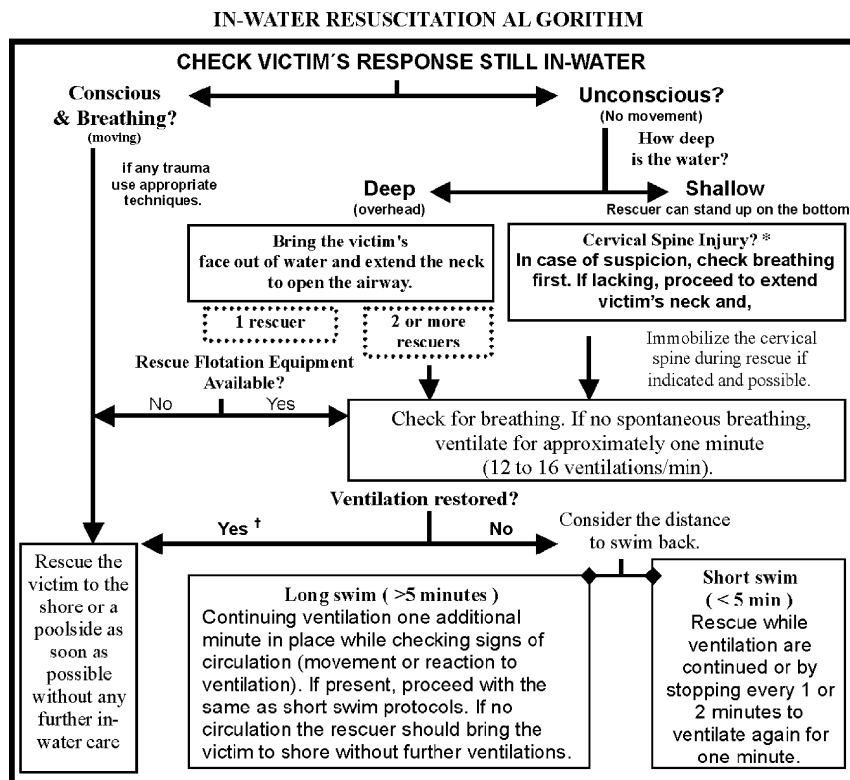 IN-WATER RESUSCITATION AL GORITHM
CHECK VICTIM´S RESPONSE STILL IN-WATER
Conscious
& Breathing?
(moving)
Unconscious?
(No movement)
How deep
is the water?
if any trauma
use appropriate
techniques.
Deep
(overhead)
Shallow
Rescuer can stand up on the bottom
Bring the victim's
face out of water and extend the neck
to open the airway.
Cervical Spine Injury? *
In case of suspicion, check breathing
first. If lacking, proceed to extend
victim's neck and,
1 rescuer
2 or more
rescuers
Immobilize the cervical
spine during rescue if
indicated and possible.
Rescue Flotation Equipment
Available?
No
Yes
Check for breathing. If no spontaneous breathing,
ventilate for approximately one minute
(12 to 16 ventilations/min).
Ventilation restored?
Yes †
No
Consider the distance
to swim back.
Rescue the
victim to the
shore or a
poolside as
soon as
possible
without any
further in-
water care
Long swim ( >5 minutes )
Continuing ventilation one additional
minute in place while checking signs of
circulation (movement or reaction to
ventilation). If present, proceed with the
same as short swim protocols. If no
circulation the rescuer should bring the
victim to shore without further ventilations.
Short swim
( < 5 min )
Rescue while
ventilation are
continued or by
stopping every 1 or
2 minutes to
ventilate again for
one minute.